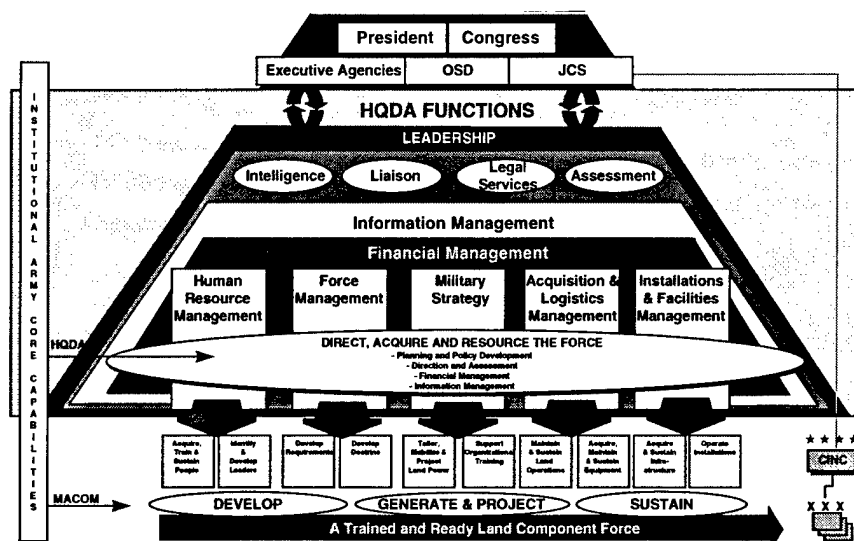 President
Congress
Executive Agencies
OSD
JCS
HQDA FUNCTIONS
LEADERSHIP
Intelligence
Liaison
Legal
Services
Assessment
Information Management
Financial Management
Human
Resource
Management
Force
Management
Military
Strategy
Acquisition &
Logistics
Management
Installations
& Facilities
Management
INSTITUTIONAL ARMY CORE CAPABILITIES
HQDA
DIRECT, ACQUIRE AND RESOURCE THE FORCE
- Planning and Policy Development
- Direction and Assessment
- Financial Management
- Information Management
Acquire,
Train &
Sustain
People
Identify
&
Develop
Leaders
Develop
Requirements
Develop
Doctrine
Tailor,
Mobilize &
Project
Land Power
Support
Organizational
Training
Maintain
& Sustain
Land
Operations
Acquire,
Maintain
& Sustain
Equipment
Acquire
& Sustain
Infra-
structure
Operate
Installations
CINC
MACOM
DEVELOP
GENERATE & PROJECT
SUSTAIN
X X X
A Trained and Ready Land Component Force